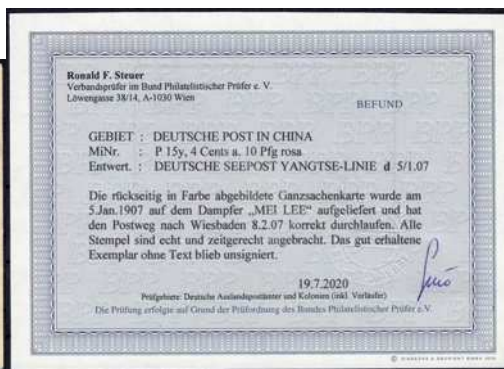 Ronald F. Steuer
Verbandsprüfer im Bund Philatelistischer Prüfer e. V.
Löwengasse 38/14, A-1030 Wien
BEFUND
GEBIET : DEUTSCHE POST IN CHINA
MiNr. : P 15y, 4 Cents a. 10 Pfg rosa
Entwert. : DEUTSCHE SEEPOST YANGTSE-LINIE d 5/1.07
Die rückseitig in Farbe abgebildete Ganzsachenkarte wurde am
5.Jan.1907 auf dem Dampfer „MEI LEE“ aufgeliefert und hat
den Postweg nach Wiesbaden 8.2.07 korrekt durchlaufen. Alle
Stempel sind echt und zeitgerecht angebracht. Das gut erhaltene
Exemplar ohne Text blieb unsigniert.
19.7.2020
Prüfgebiete: Deutsche Auslandspostämter und Kolonien (inkl. Vorläufer)
Die Prüfung erfolgte auf Grund der Prüfordnung des Bundes Philatelistischer Prüfer e.V.